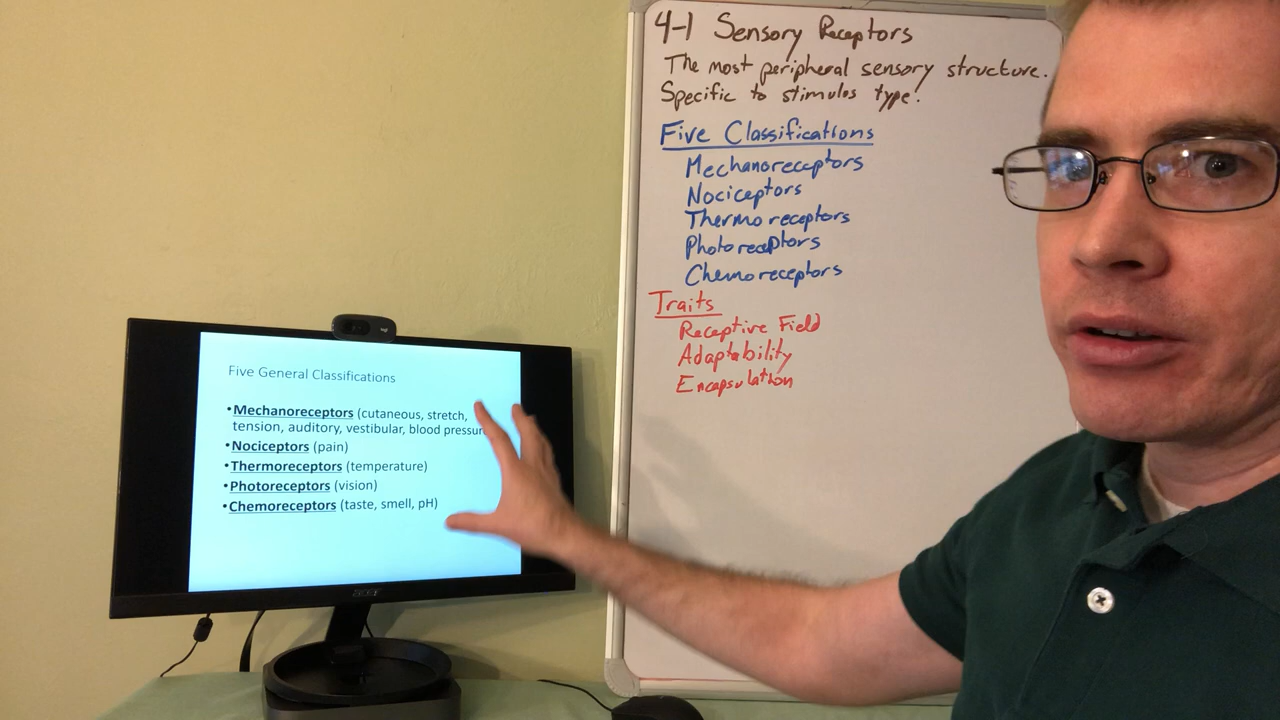 4-1 Sensory Receptors
The most peripheral sensory structure.
Specific to stimulus type!
Five Classifications
Mechanoreceptors
Nociceptors
Thermoreceptors
Photoreceptors
Chemoreceptors
Traits
Receptive Field
Adaptability
Encapsulation
Five General Classifications
•Mechanoreceptors (cutaneous, stretch,
tension, auditory, vestibular, blood pressur
•Nociceptors (pain)
•Thermoreceptors (temperature)
•Photoreceptors (vision)
•Chemoreceptors (taste, smell, pH)
acer